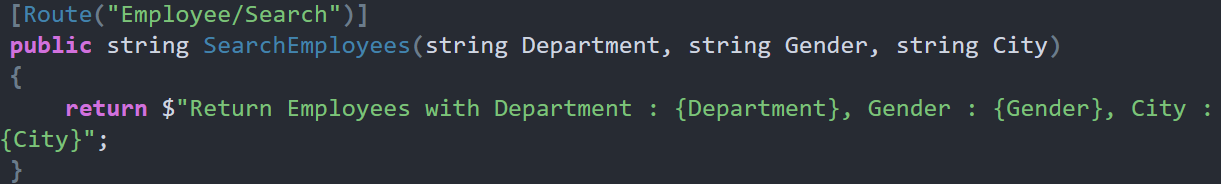 [Route("Employee/Search")]
public string SearchEmployees(string Department, string Gender, string City)
{
    return $"Return Employees with Department : {Department}, Gender : {Gender}, City :
{City}";
}